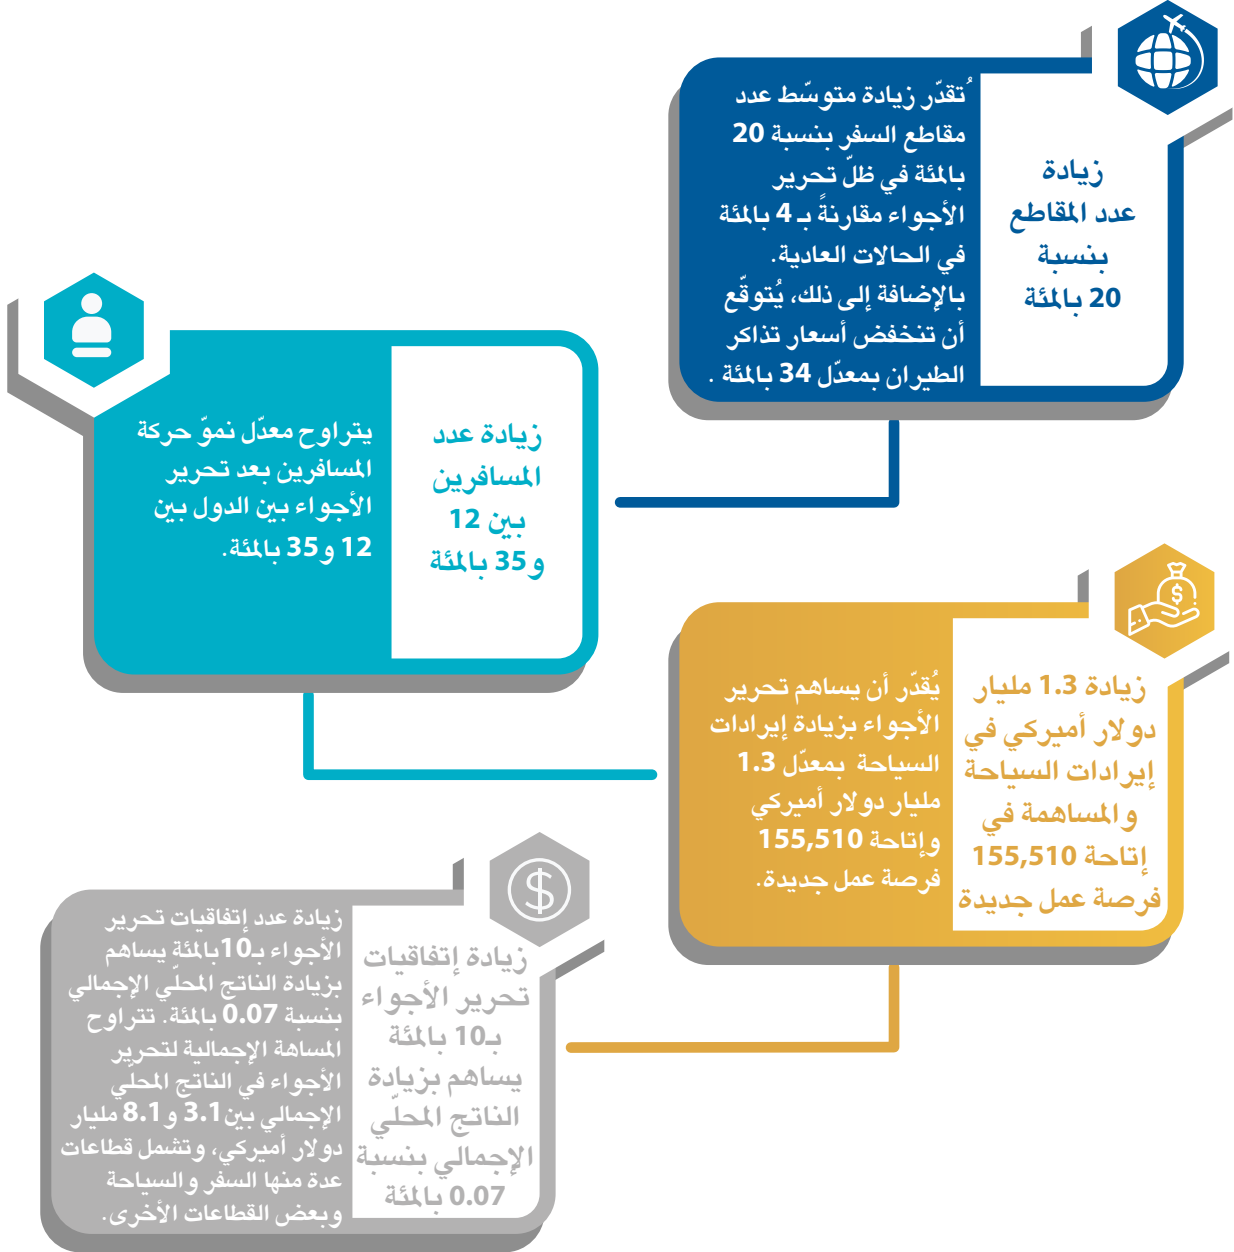 زيادة
عدد المقاطع
بنسبة
20 بالمئة
ُتقدّر زيادة متوسّط عدد
مقاطع السفر بنسبة 20
بالمئة في ظلّ تحرير
الأجواء مقارنةً بـ 4 بالمئة
في الحالات العادية.
بالإضافة إلى ذلك، يُتوقّع
أن تنخفض أسعار تذاكر
الطيران بمعدّل 34 بالمئة .
زيادة عدد
المسافرين
بين 12
و35 بالمئة
يتراوح معدّل نموّ حركة
المسافرين بعد تحرير
الأجواء بين الدول بين
12 و35 بالمئة.
زيادة 1.3 مليار
دولار أميركي في
إيرادات السياحة
والمساهمة في
إتاحة 155,510
فرصة عمل جديدة
يُقدّر أن يساهم تحرير
الأجواء بزيادة إيرادات
السياحة بمعدّل 1.3
مليار دولار أميركي
وإتاحة 155,510
فرصة عمل جديدة.
زيادة إتفاقيات
تحرير الأجواء
بـ10 بالمئة
يساهم بزيادة
الناتج المحلّي
الإجمالي بنسبة
0.07 بالمئة
زيادة عدد إتفاقيات تحرير
الأجواء بـ10بالمئة يساهم
بزيادة الناتج المحلّي الإجمالي
بنسبة 0.07 بالمئة. تتراوح
المساهة الإجمالية لتحرير
الأجواء في الناتج المحلّي
الإجمالي بين3.1 و8.1 مليار
دولار أميركي، وتشمل قطاعات
عدة منها السفر والسياحة
وبعض القطاعات الأخرى.